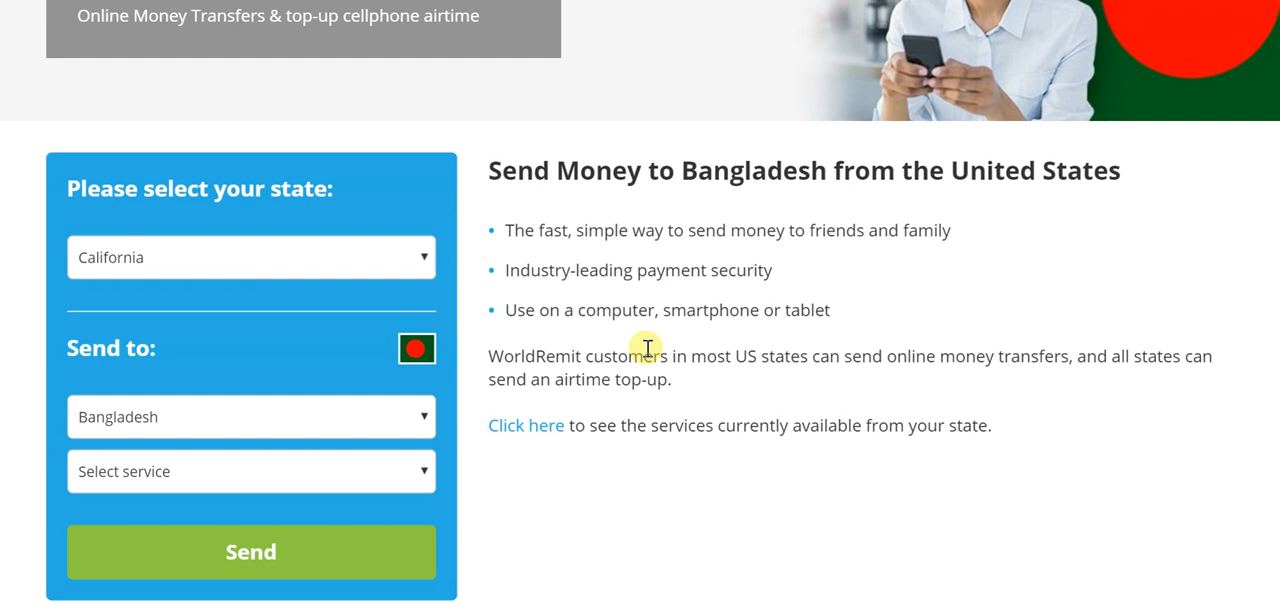 Online Money Transfers & top-up cellphone airtime
Please select your state:
California
Send to:
Bangladesh
Select service
Send
Send Money to Bangladesh from the United States
• The fast, simple way to send money to friends and family
• Industry-leading payment security
• Use on a computer, smartphone or tablet
WorldRemit customers in most US states can send online money transfers, and all states can
send an airtime top-up.
Click here to see the services currently available from your state.